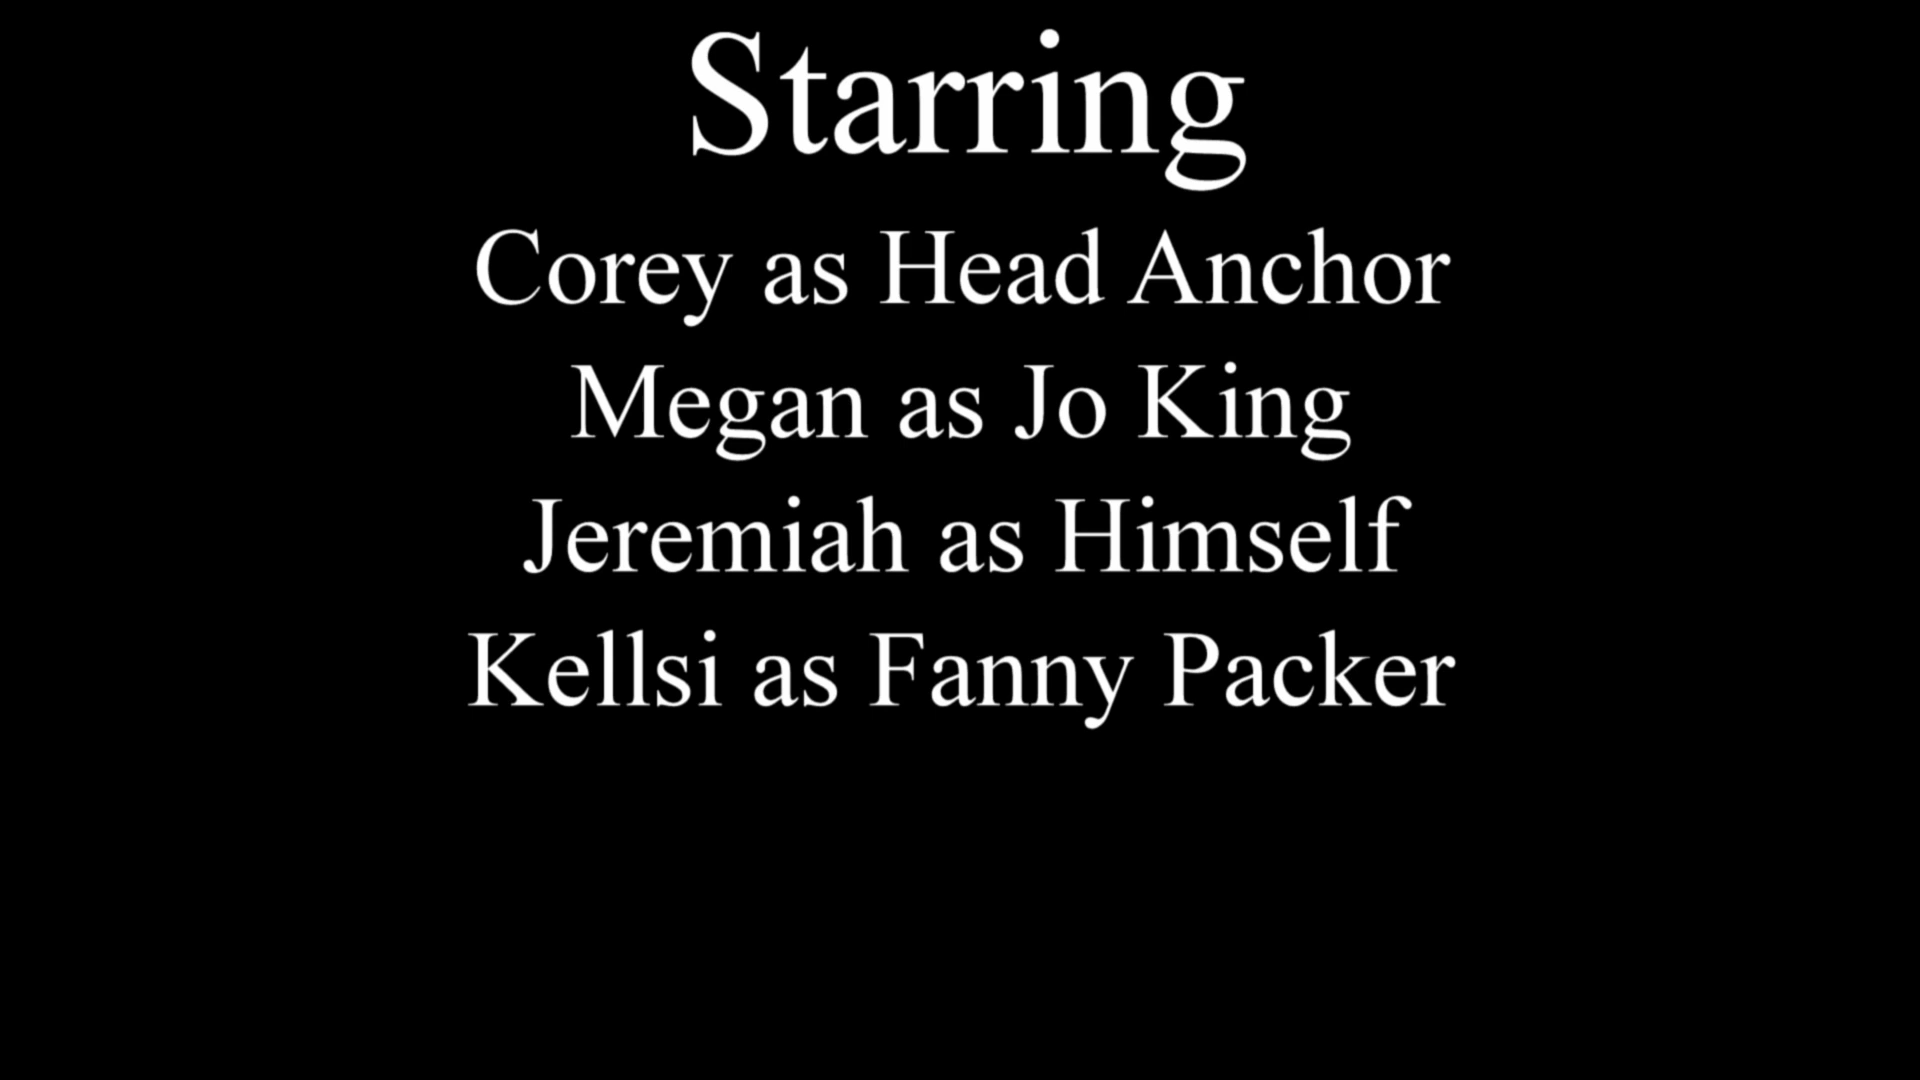 Starring
Corey as Head Anchor
Megan as Jo King
Jeremiah as Himself
Kellsi as Fanny Packer